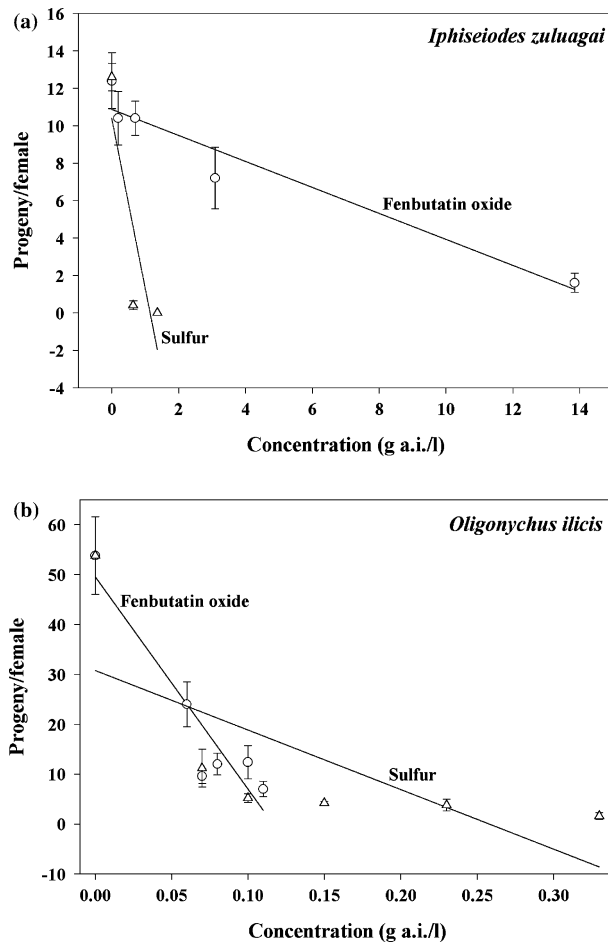 (a)
Iphiseiodes zuluagai
16
14
12
10
8
6
4
2
0
-2
-4
Progeny/female
Fenbutatin oxide
Sulfur
0 2 4 6 8 10 12 14
Concentration (g a.i./l)
(b)
Oligonychus ilicis
60
50
40
30
20
10
0
-10
Progeny/female
Fenbutatin oxide
Sulfur
0.00 0.05 0.10 0.15 0.20 0.25 0.30
Concentration (g a.i./l)